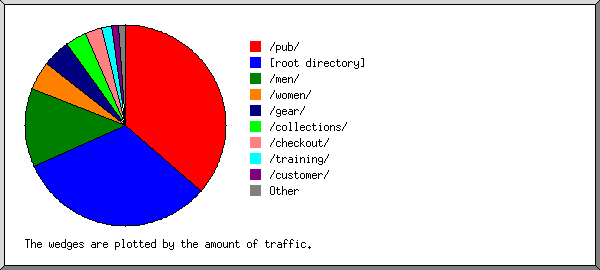 /pub/
[root directory]
/men/
/women/
/gear/
/collections/
/checkout/
/training/
/customer/
Other
The wedges are plotted by the amount of traffic.